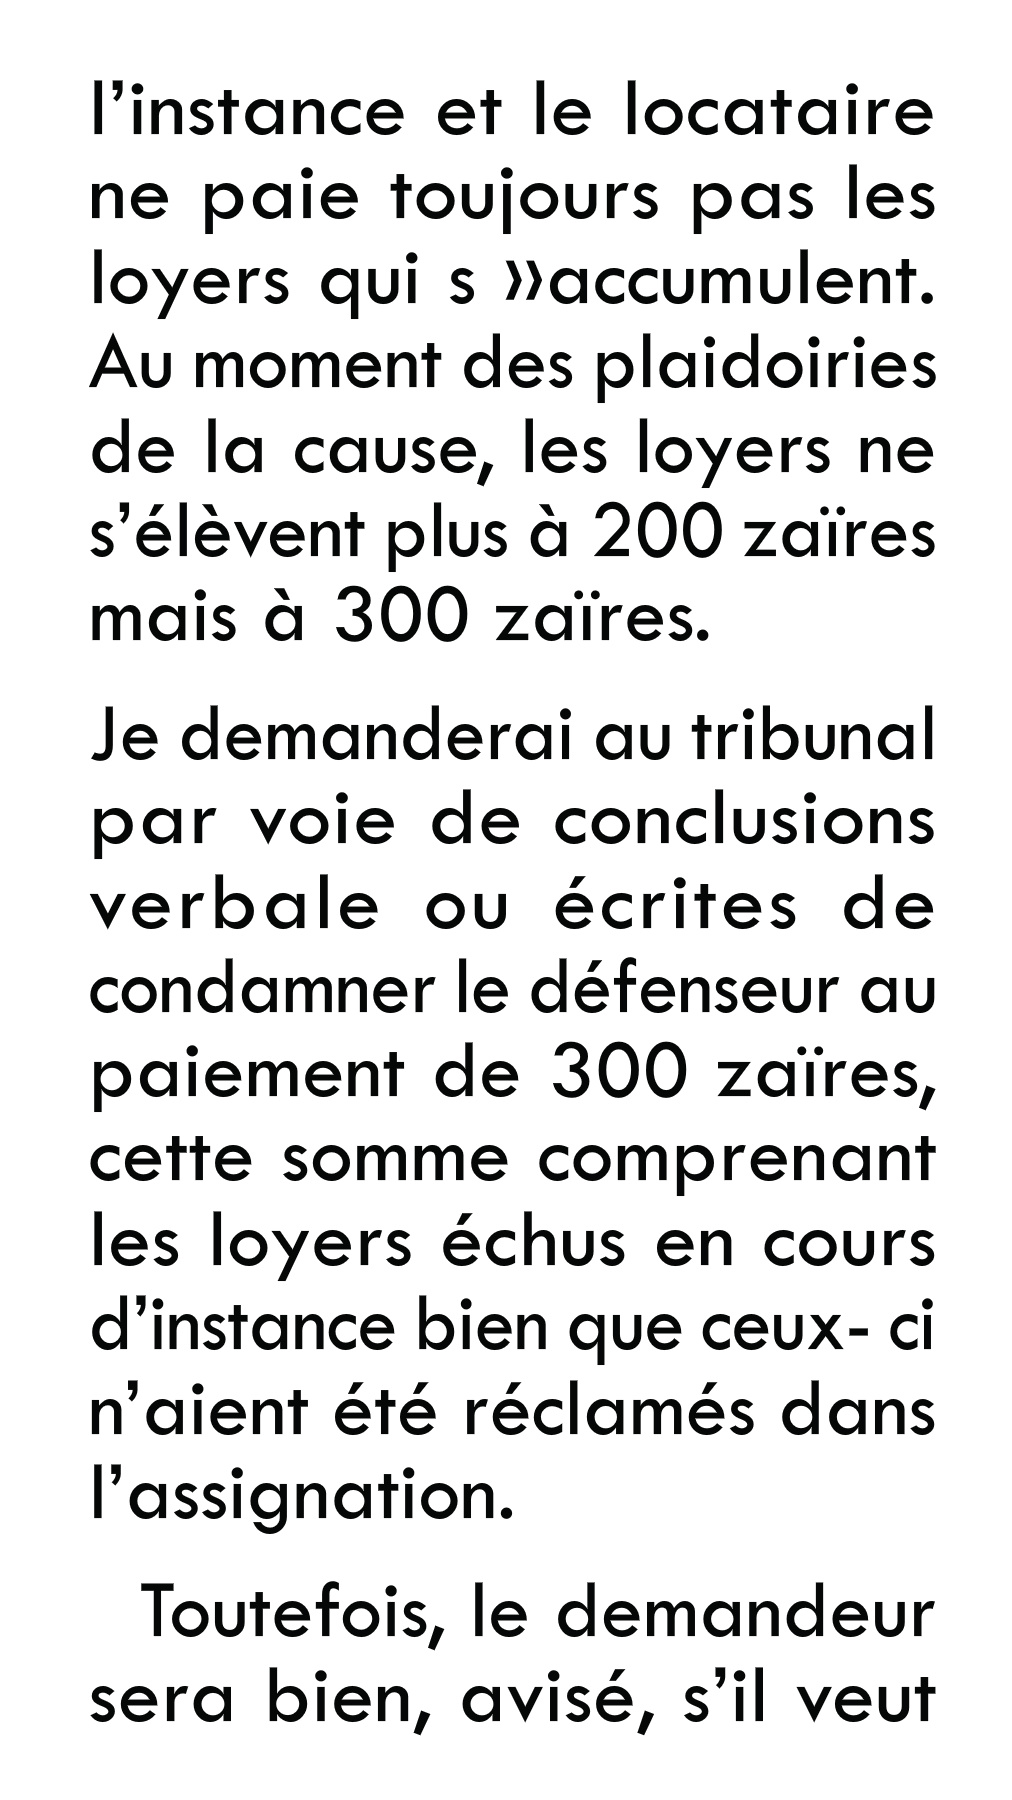 l’instance et le locataire
ne paie toujours pas les
loyers qui s »accumulent.
Au moment des plaidoiries
de la cause, les loyers ne
s’élèvent plus à 200 zaïres
mais à 300 zaïres.
Je demanderai au tribunal
par voie de conclusions
verbale ou écrites de
condamner le défenseur au
paiement de 300 zaïres,
cette somme comprenant
les loyers échus en cours
d’instance bien que ceux- ci
n’aient été réclamés dans
l’assignation.
Toutefois, le demandeur
sera bien, avisé, s’il veut